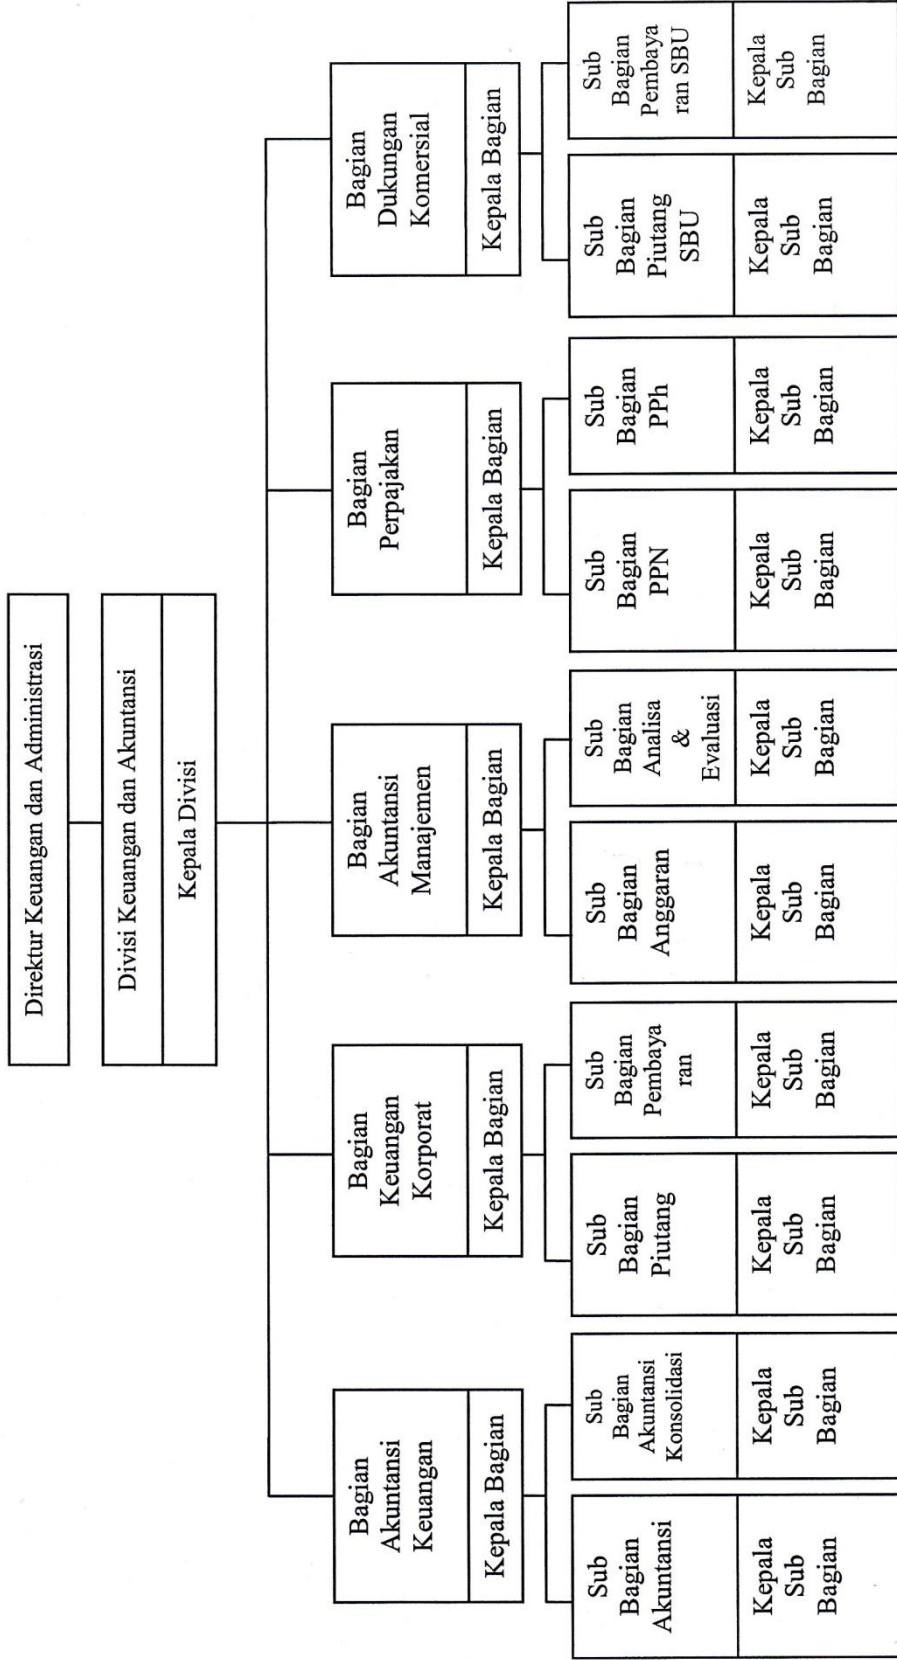 Direktur Keuangan dan Administrasi
Divisi Keuangan dan Akuntansi
Kepala Divisi
Bagian
Akuntansi
Keuangan
Kepala Bagian
Bagian
Keuangan
Korporat
Kepala Bagian
Bagian
Akuntansi
Manajemen
Kepala Bagian
Bagian
Perpajakan
Kepala Bagian
Bagian
Dukungan
Komersial
Kepala Bagian
Sub
Bagian
Akuntansi
Kepala
Sub
Bagian
Sub
Bagian
Akuntansi
Konsolidasi
Kepala
Sub
Bagian
Sub
Bagian
Piutang
Kepala
Sub
Bagian
Sub
Bagian
Pembaya
ran
Kepala
Sub
Bagian
Sub
Bagian
Anggaran
Kepala
Sub
Bagian
Sub
Bagian
Analisa
&
Evaluasi
Kepala
Sub
Bagian
Sub
Bagian
PPN
Kepala
Sub
Bagian
Sub
Bagian
PPh
Kepala
Sub
Bagian
Sub
Bagian
Piutang
SBU
Kepala
Sub
Bagian
Sub
Bagian
Pembaya
ran SBU
Kepala
Sub
Bagian